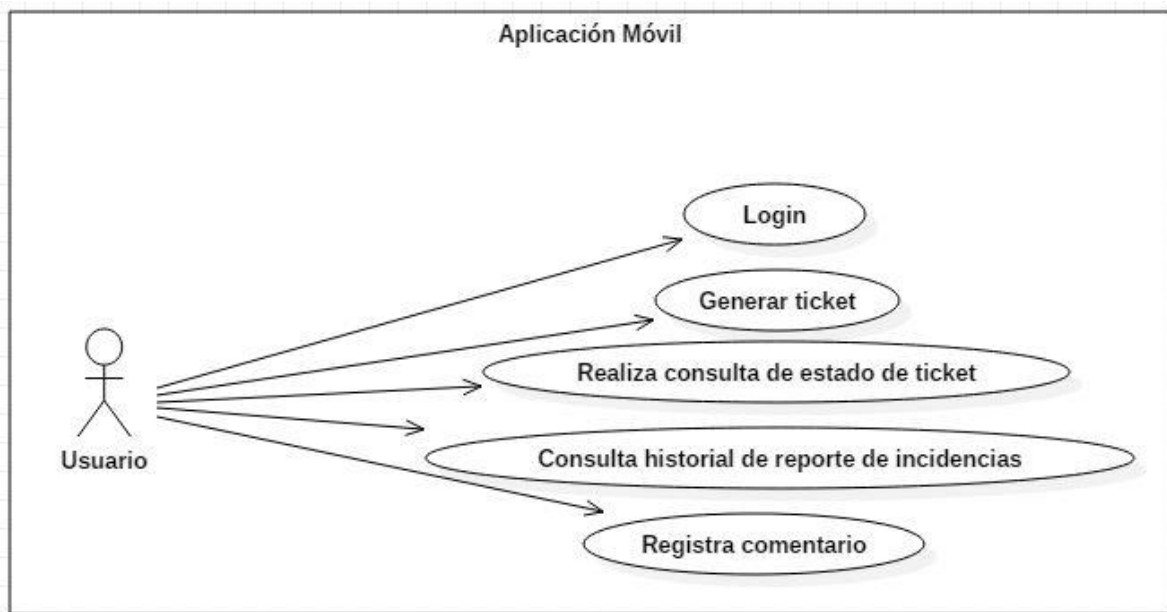 Aplicación Móvil
Login
Generar ticket
Realiza consulta de estado de ticket
Usuario
Consulta historial de reporte de incidencias
Registra comentario